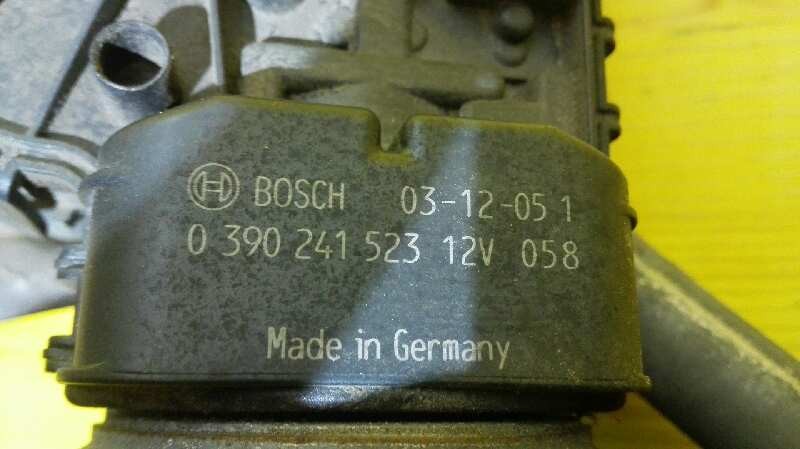 BOSCH 03-12-05 1
0 390 241 523 12V 058
Made in Germany